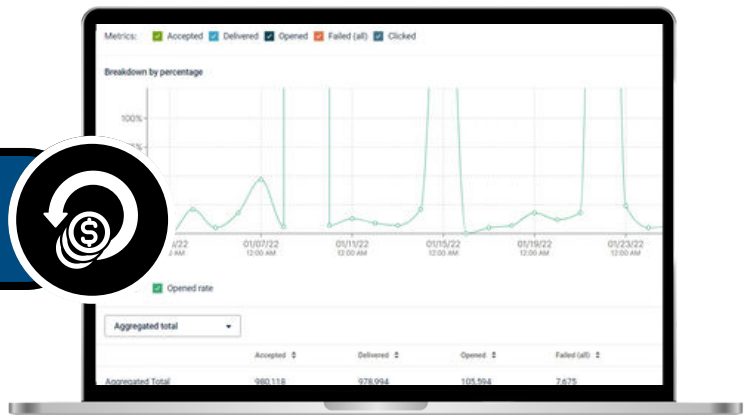 Metrics: Accepted Delivered Opened Failed (all) Clicked
Breakdown by percentage
100%
01/07/22 01/11/22 01/15/22 01/19/22 01/23/22
12:00 AM 12:00 AM 12:00 AM 12:00 AM 12:00 AM
$
Opened rate
Aggregated total
Accepted Delivered Opened Failed (all)
Aggregated Total 980,118 978,994 105,594 7,675